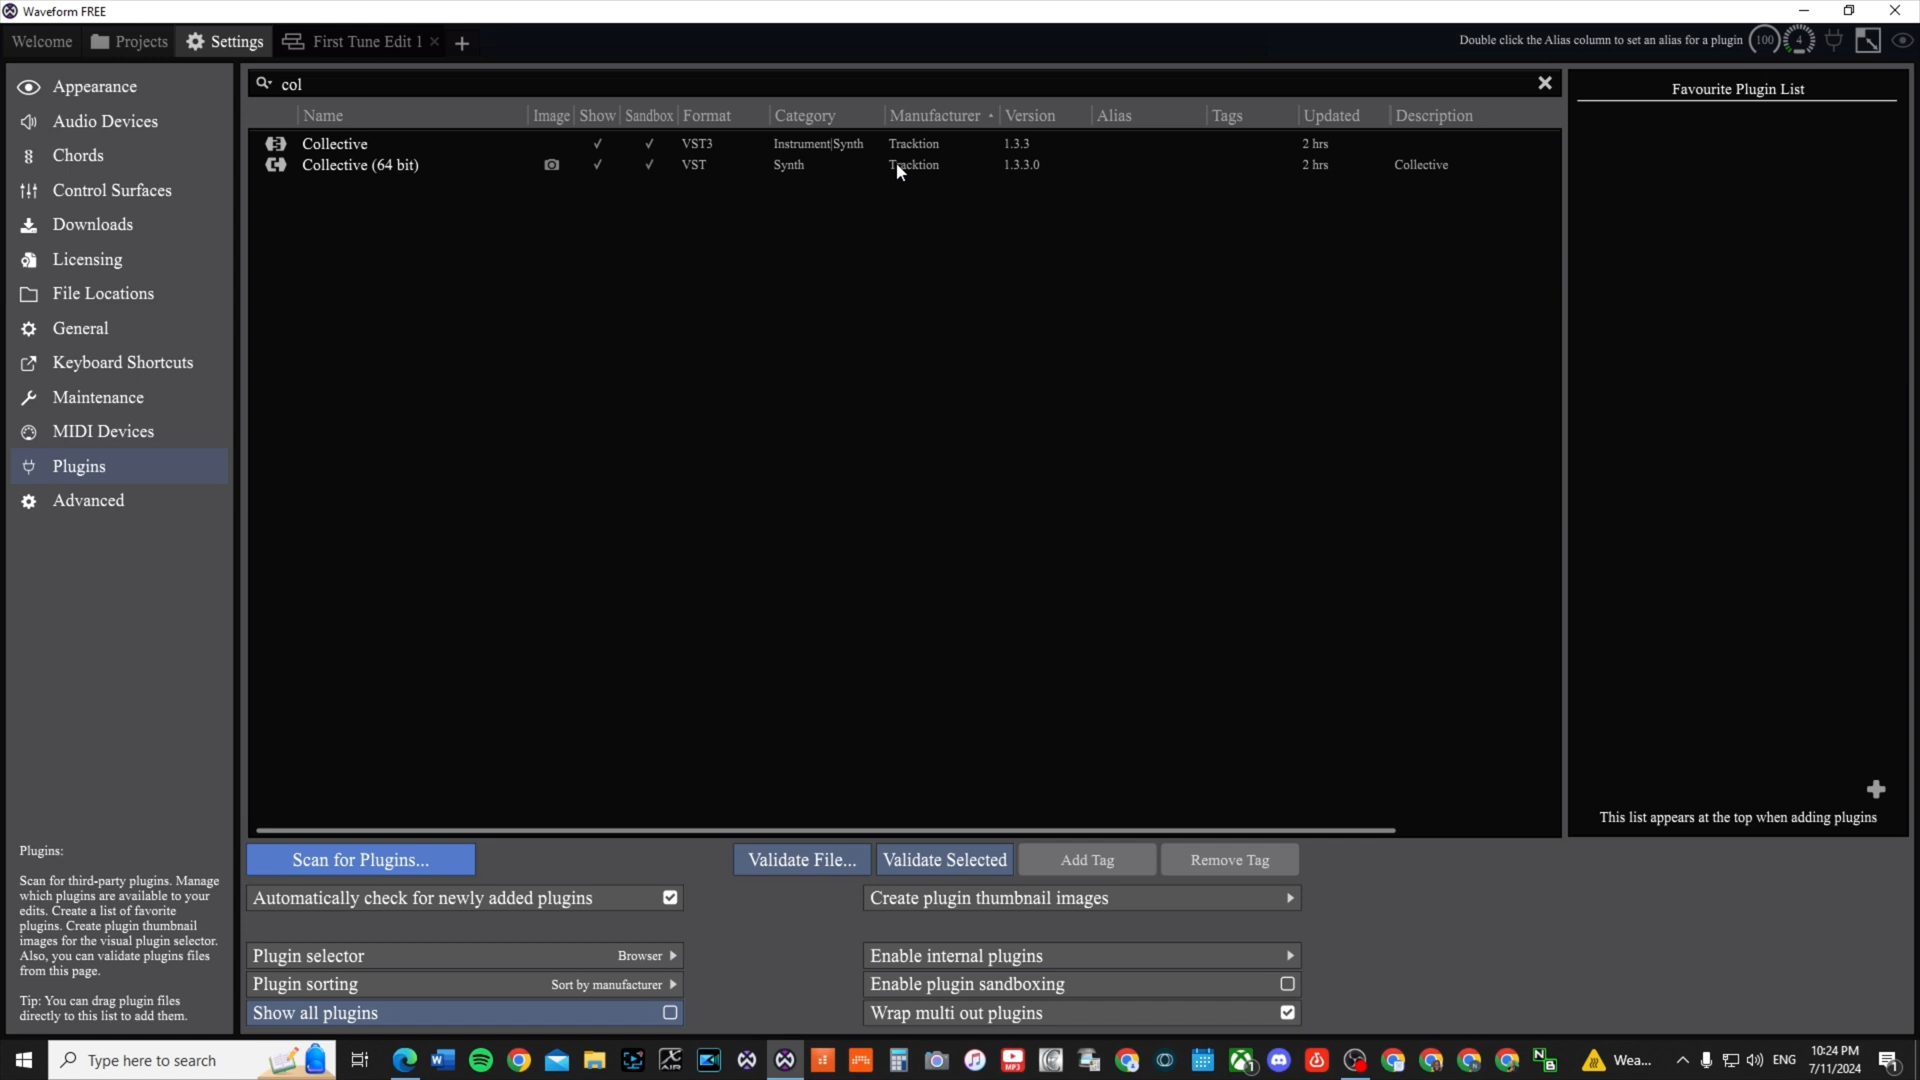 Waveform FREE
Welcome Projects Settings First Tune Edit 1 × + Double click the Alias column to set an alias for a plugin 100 4
Appearance
Audio Devices
Chords
Control Surfaces
Downloads
Licensing
File Locations
General
Keyboard Shortcuts
Maintenance
MIDI Devices
Plugins
Advanced
Plugins:
Scan for third-party plugins. Manage
which plugins are available to your
edits. Create a list of favorite
plugins. Create plugin thumbnail
images for the visual plugin selector.
Also, you can validate plugins files
from this page.
Tip: You can drag plugin files
directly to this list to add them.
col
Name Image Show Sandbox Format Category Manufacturer Version Alias Tags Updated Description
Collective √ √ VST3 Instrument|Synth Tracktion 1.3.3 2 hrs
Collective (64 bit) √ √ VST Synth Tracktion 1.3.3.0 2 hrs Collective
Favourite Plugin List
This list appears at the top when adding plugins
Scan for Plugins... Validate File... Validate Selected Add Tag Remove Tag
Automatically check for newly added plugins Create plugin thumbnail images
Plugin selector Browser Enable internal plugins
Plugin sorting Sort by manufacturer Enable plugin sandboxing
Show all plugins Wrap multi out plugins
Type here to search W X AIR MP3 1 N B Wea... ENG 10:24 PM
7/11/2024 1